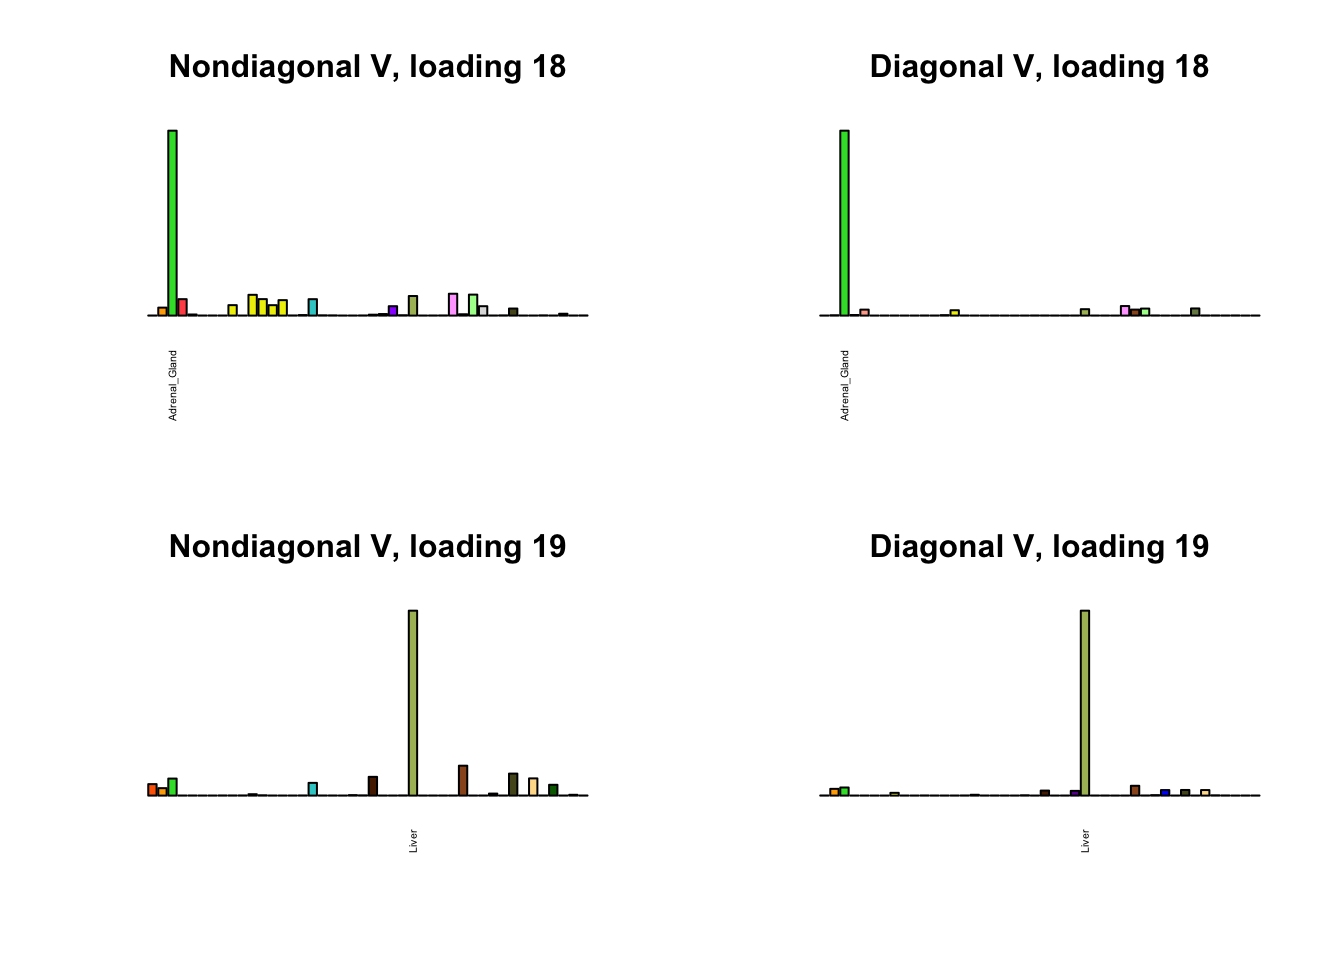 Nondiagonal V, loading 18
Diagonal V, loading 18
Adrenal_Gland
Adrenal_Gland
Nondiagonal V, loading 19
Diagonal V, loading 19
Liver
Liver